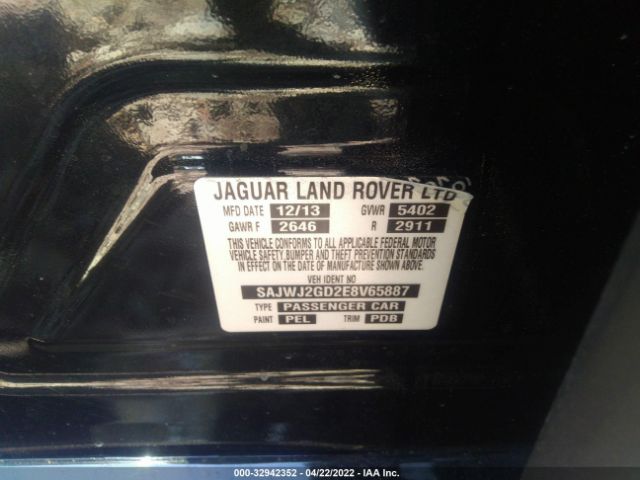 JAGUAR LAND ROVER LTD
MFD DATE 12/13 GVWR 5402
GAWR F 2646 R 2911
THIS VEHICLE CONFORMS TO ALL APPLICABLE FEDERAL MOTOR
VEHICLE SAFETY, BUMPER AND THEFT PREVENTION STANDARDS
IN EFFECT ON THE DATE OF MANUFACTURE SHOWN ABOVE.
VEH IDENT NO
SAJWJ2GD2E8V65887
TYPE PASSENGER CAR
PAINT PEL TRIM PDB
000-32942352 - 04/22/2022 - IAA Inc.